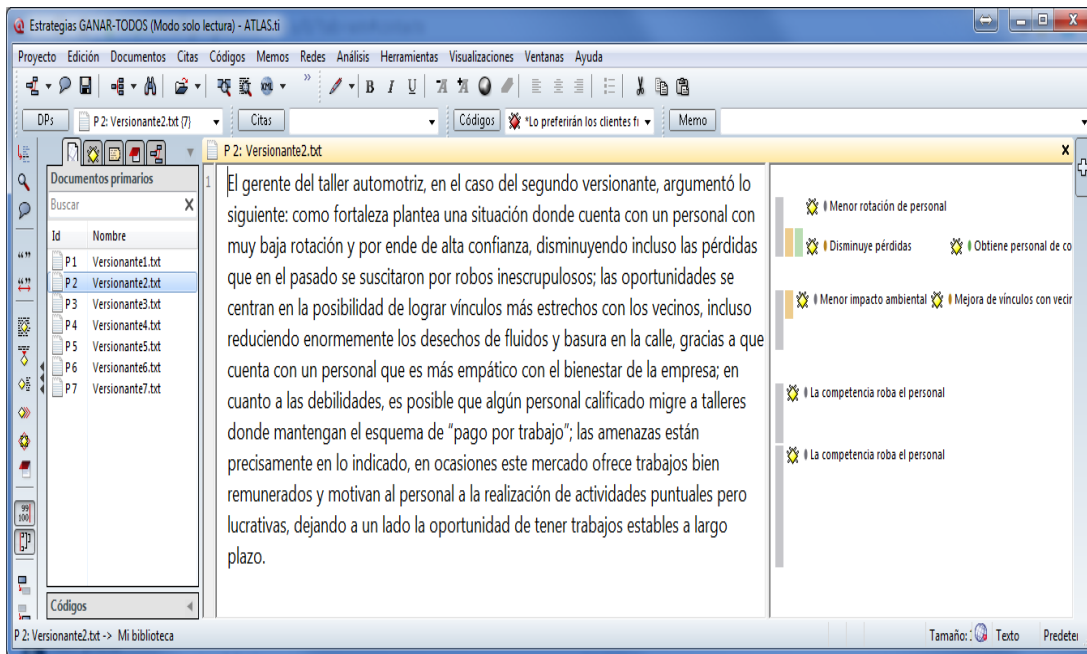 Estrategias GANAR-TODOS (Modo solo lectura) - ATLAS.ti
Proyecto Edición Documentos Citas Códigos Memos Redes Análisis Herramientas Visualizaciones Ventanas Ayuda
B I U
DPs P 2: Versionante2.txt {7} Citas Códigos *Lo preferirán los clientes fi Memo
P 2: Versionante2.txt x
Documentos primarios
Buscar X
Id Nombre
P 1 Versionante1.txt
P 2 Versionante2.txt
P 3 Versionante3.txt
P 4 Versionante4.txt
P 5 Versionante5.txt
P 6 Versionante6.txt
P 7 Versionante7.txt
Códigos
1
El gerente del taller automotriz, en el caso del segundo versionante, argumentó lo
siguiente: como fortaleza plantea una situación donde cuenta con un personal con
muy baja rotación y por ende de alta confianza, disminuyendo incluso las pérdidas
que en el pasado se suscitaron por robos inescrupulosos; las oportunidades se
centran en la posibilidad de lograr vínculos más estrechos con los vecinos, incluso
reduciendo enormemente los desechos de fluidos y basura en la calle, gracias a que
cuenta con un personal que es más empático con el bienestar de la empresa; en
cuanto a las debilidades, es posible que algún personal calificado migre a talleres
donde mantengan el esquema de “pago por trabajo”; las amenazas están
precisamente en lo indicado, en ocasiones este mercado ofrece trabajos bien
remunerados y motivan al personal a la realización de actividades puntuales pero
lucrativas, dejando a un lado la oportunidad de tener trabajos estables a largo
plazo.
Menor rotación de personal
Disminuye pérdidas Obtiene personal de co
Menor impacto ambiental Mejora de vínculos con vecir
La competencia roba el personal
La competencia roba el personal
P 2: Versionante2.txt -> Mi biblioteca Tamaño: Texto Predete